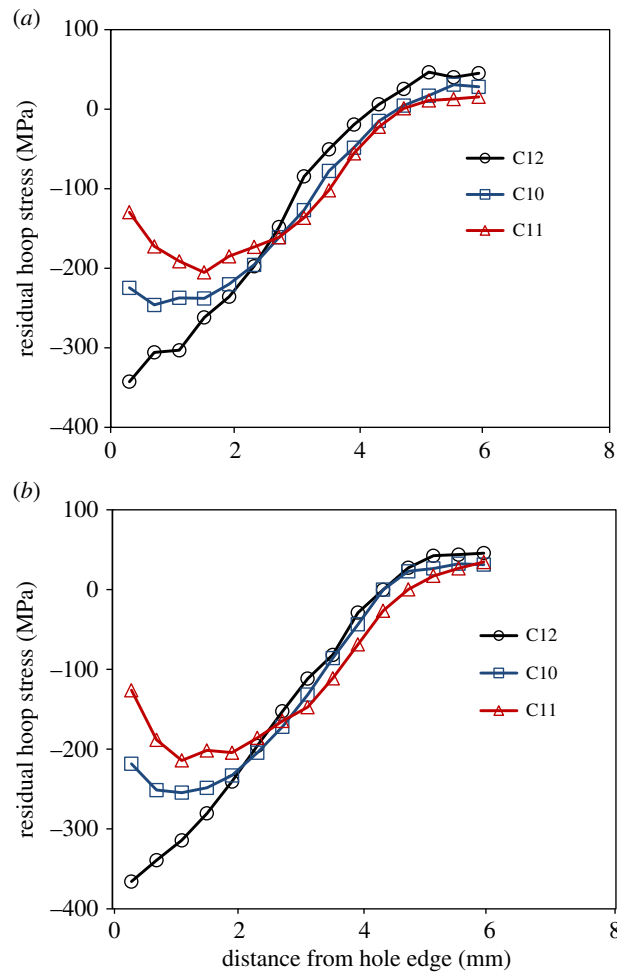 (a)
100
0
–100
–200
–300
–400
residual hoop stress (MPa)
C12
C10
C11
0
2
4
6
8
(b)
100
0
–100
–200
–300
–400
residual hoop stress (MPa)
C12
C10
C11
0
2
4
6
8
distance from hole edge (mm)